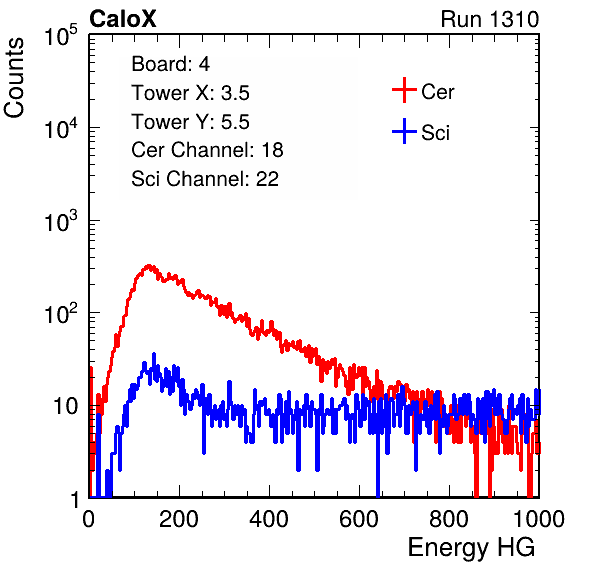 CaloX Run 1310
Counts
Board: 4
Tower X: 3.5
Tower Y: 5.5
Cer Channel: 18
Sci Channel: 22
Cer
Sci
10^5
10^4
10^3
10^2
10
1
0 200 400 600 800 1000
Energy HG